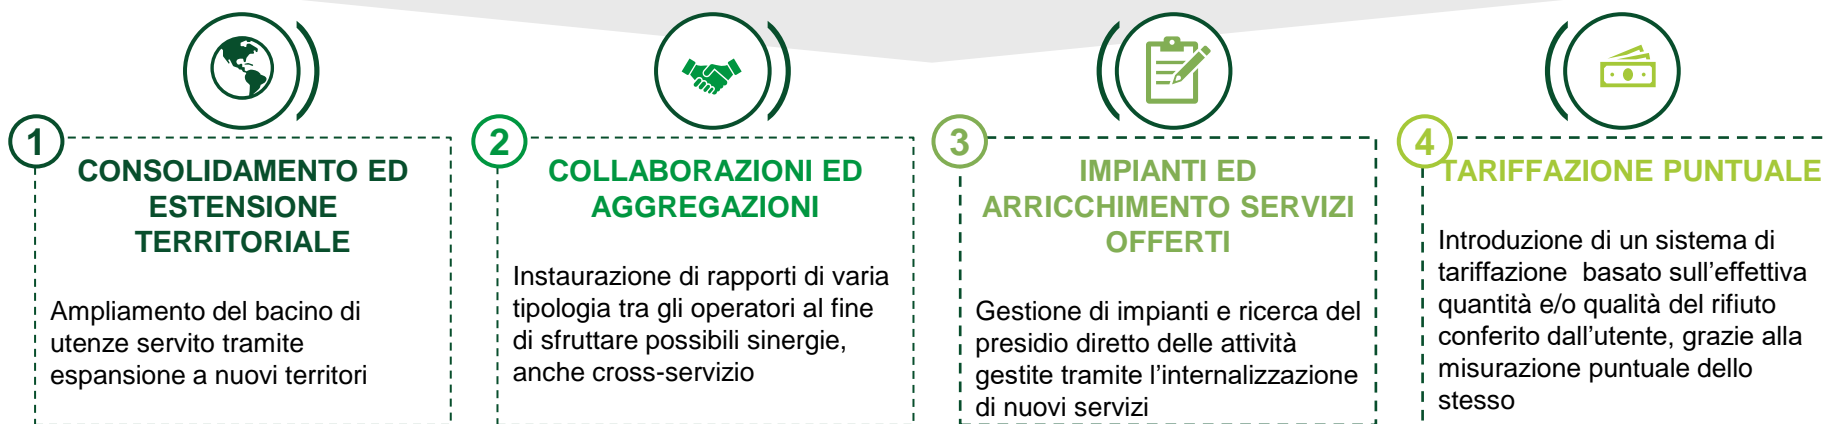 1
CONSOLIDAMENTO ED
ESTENSIONE
TERRITORIALE
Ampliamento del bacino di
utenze servito tramite
espansione a nuovi territori
2
COLLABORAZIONI ED
AGGREGAZIONI
Instaurazione di rapporti di varia
tipologia tra gli operatori al fine
di sfruttare possibili sinergie,
anche cross-servizio
3
IMPIANTI ED
ARRICCHIMENTO SERVIZI
OFFERTI
Gestione di impianti e ricerca del
presidio diretto delle attività
gestite tramite l’internalizzazione
di nuovi servizi
4
TARIFFAZIONE PUNTUALE
Introduzione di un sistema di
tariffazione basato sull’effettiva
quantità e/o qualità del rifiuto
conferito dall’utente, grazie alla
misurazione puntuale dello
stesso